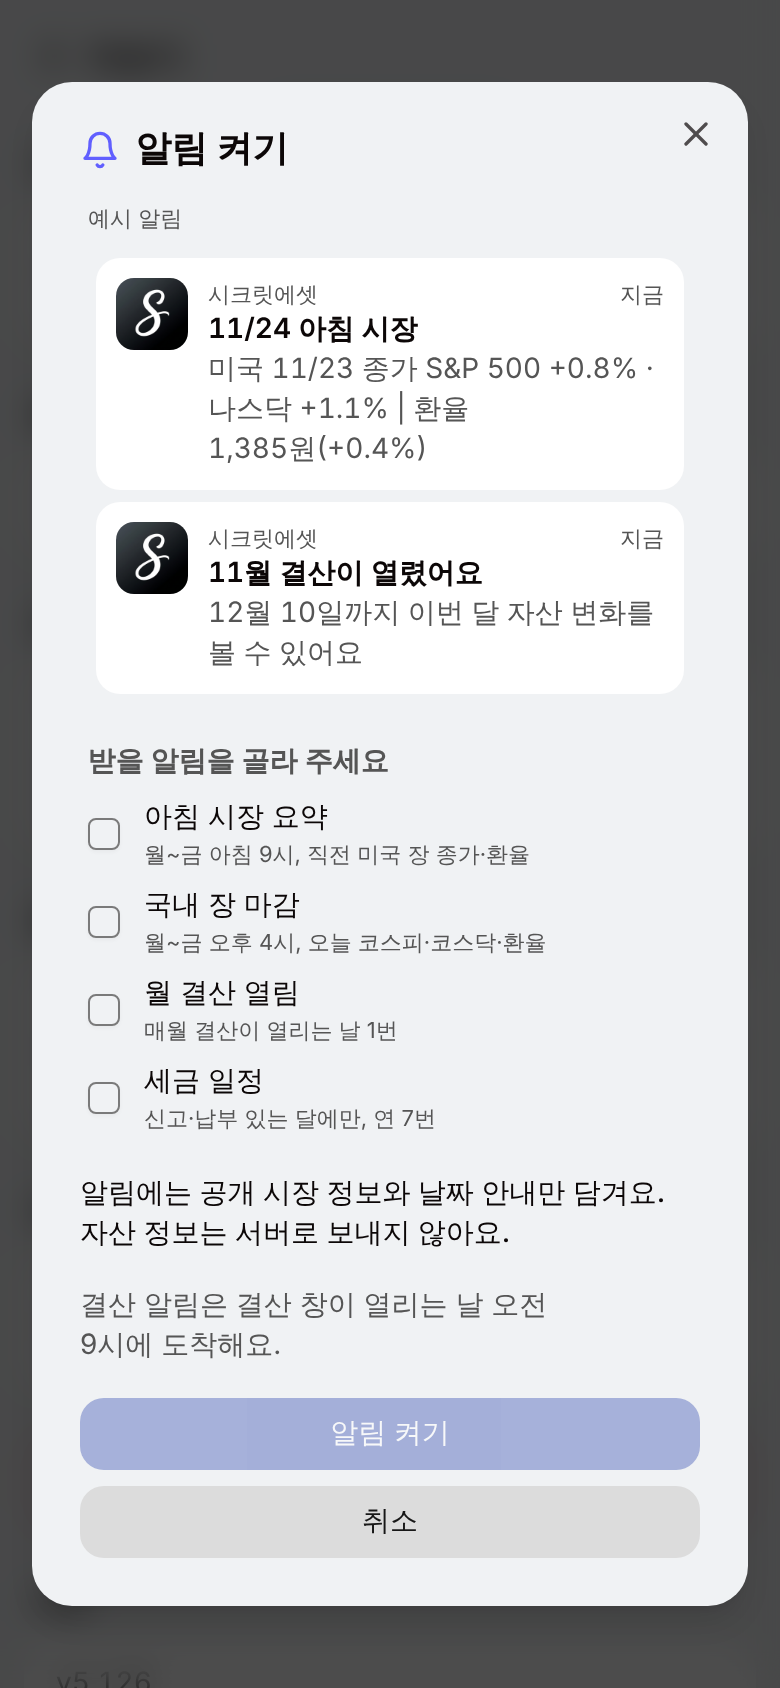 알림 켜기
예시 알림
시크릿에셋 지금
11/24 아침 시장
미국 11/23 종가 S&P 500 +0.8% ·
나스닥 +1.1% | 환율
1,385원(+0.4%)
시크릿에셋 지금
11월 결산이 열렸어요
12월 10일까지 이번 달 자산 변화를
볼 수 있어요
받을 알림을 골라 주세요
아침 시장 요약
월~금 아침 9시, 직전 미국 장 종가·환율
국내 장 마감
월~금 오후 4시, 오늘 코스피·코스닥·환율
월 결산 열림
매월 결산이 열리는 날 1번
세금 일정
신고·납부 있는 달에만, 연 7번
알림에는 공개 시장 정보와 날짜 안내만 담겨요.
자산 정보는 서버로 보내지 않아요.
결산 알림은 결산 창이 열리는 날 오전
9시에 도착해요.
알림 켜기
취소
v5.126